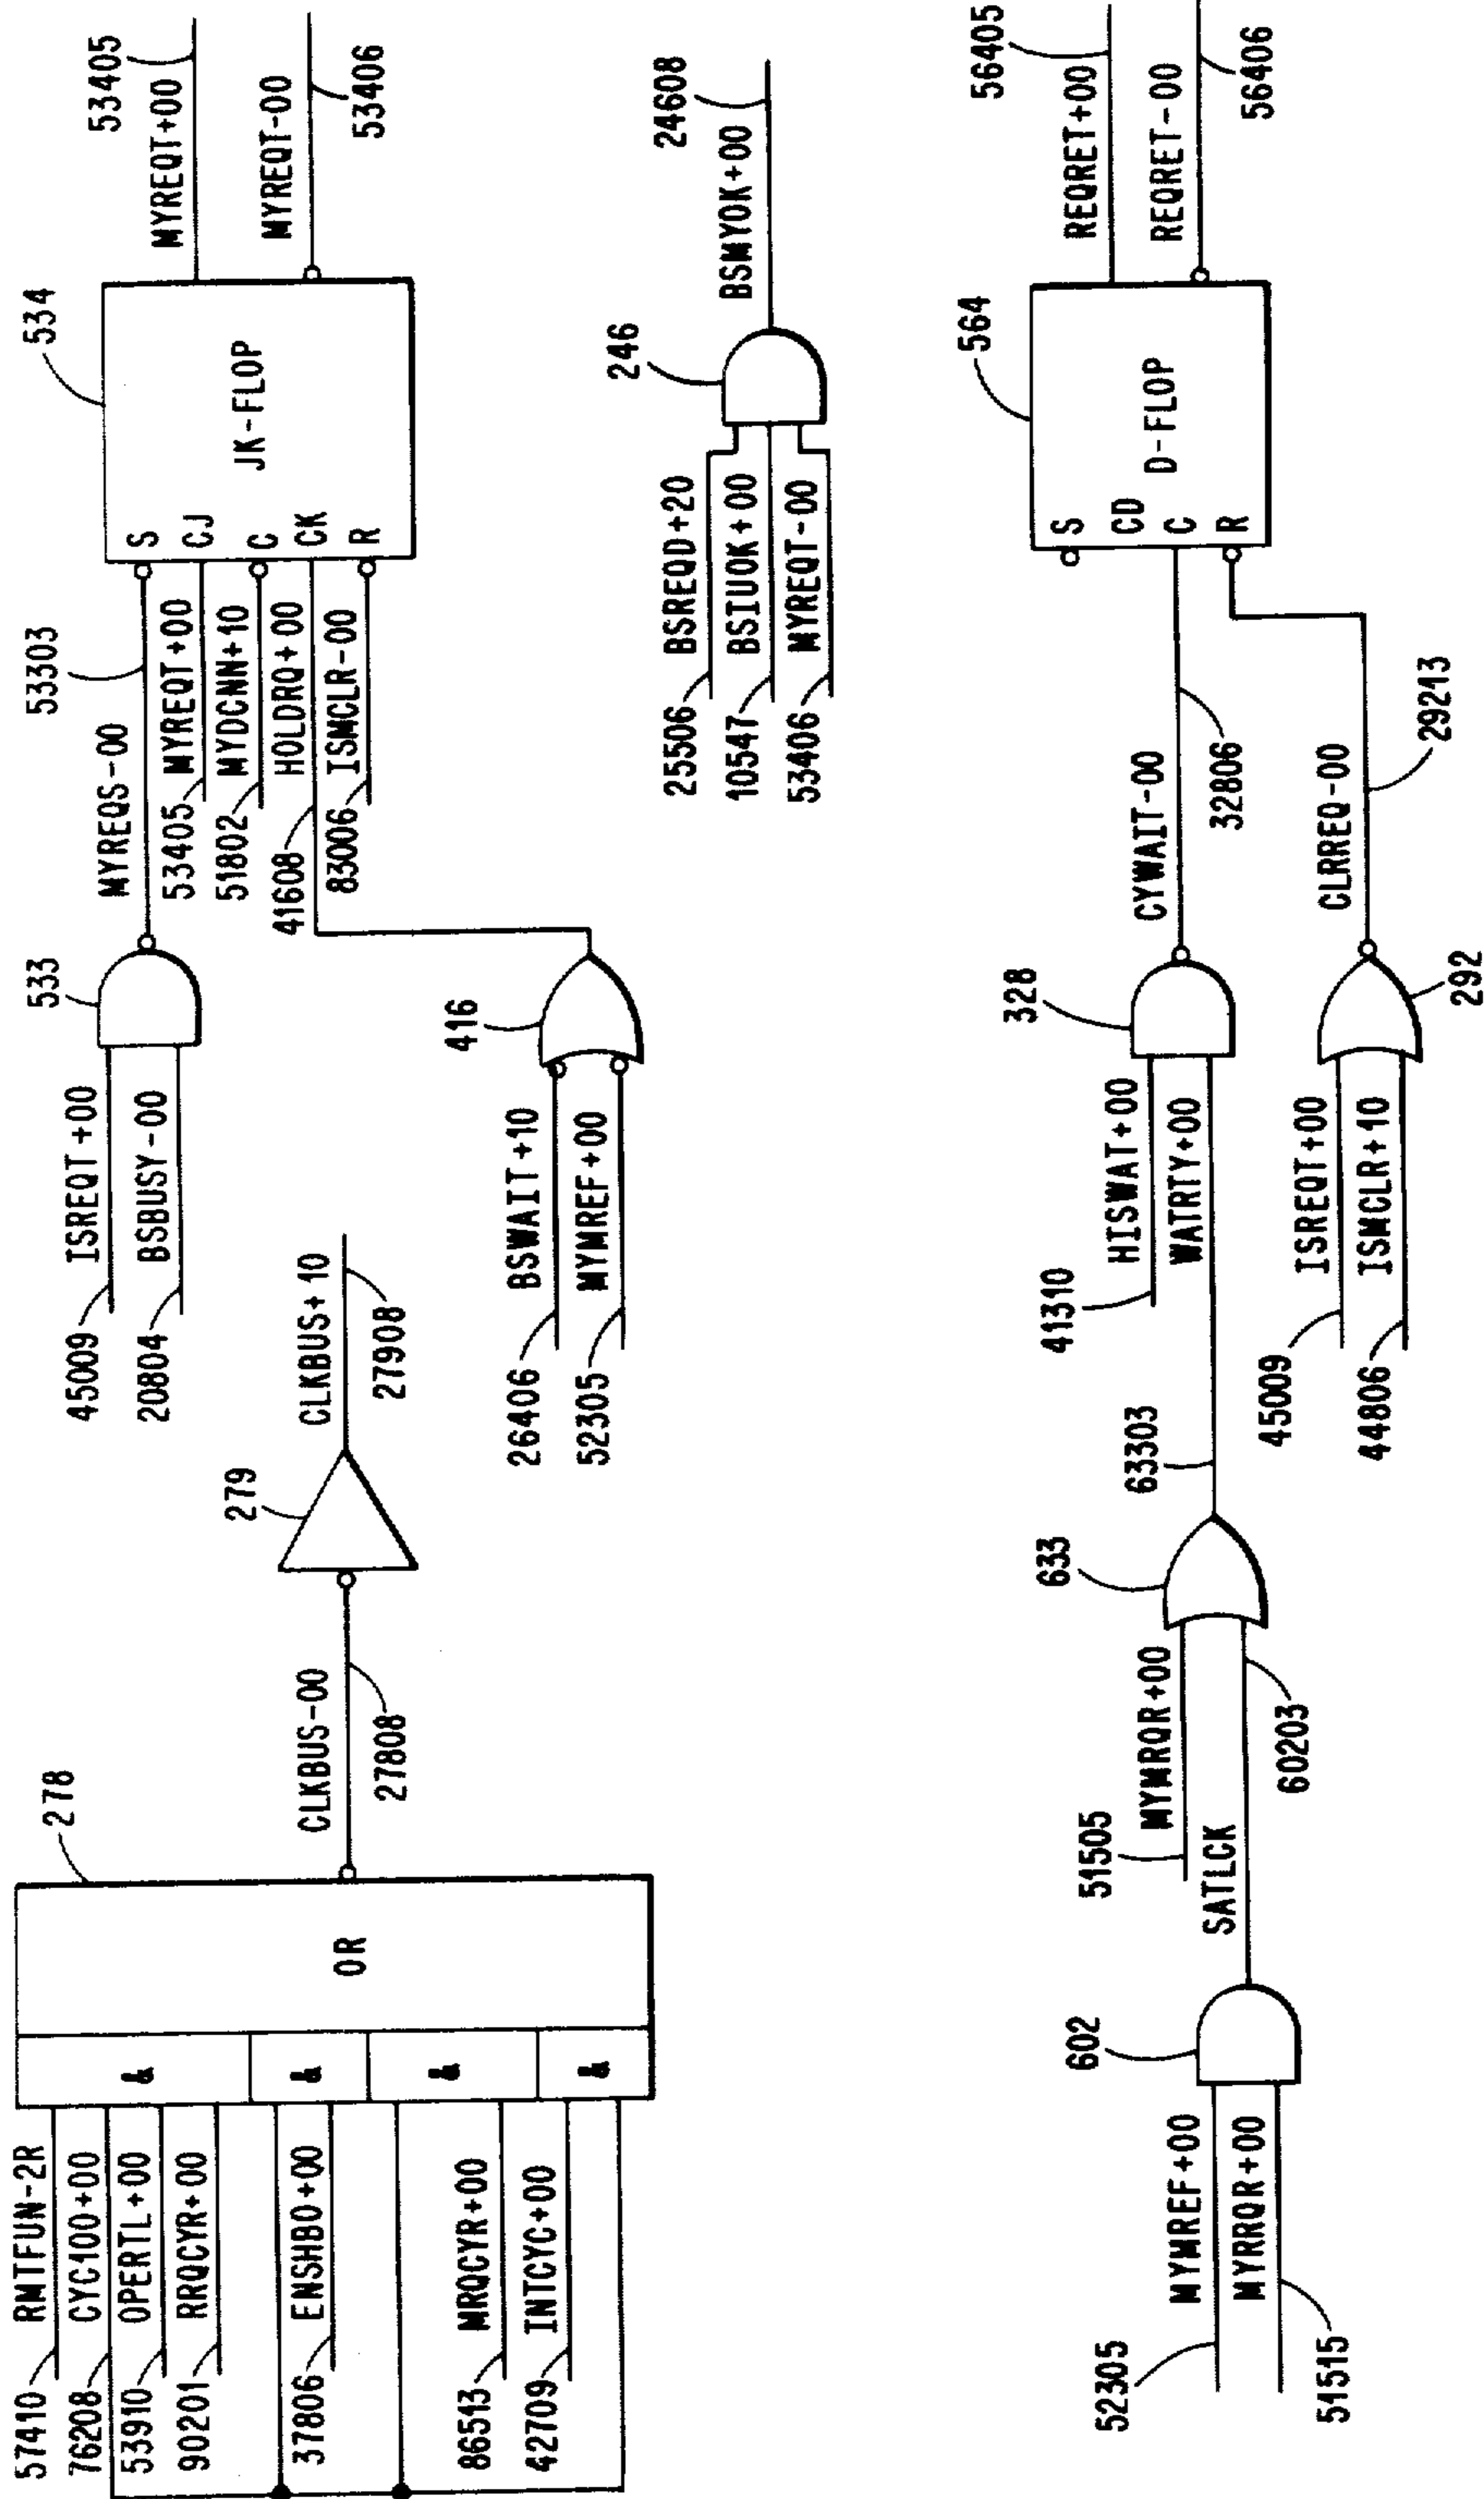 57410 RMTFUN-2R
76208 CYC100+00
53910 OPERTL+00
90201 RRQCYR+00
37806 ENSHBO+00
86513 MRQCYR+00
42709 INTCYC+00
&
&
&
&
OR
278
CLKBUS-00
27808
279
CLKBUS+10
27908
45009 ISREQT+00
20804 BSBUSY-00
533
MYREQS-00
53303
53405 MYREQT+00
51802 MYDCNN+10
41608 HOLDRQ+00
83006 ISMCLR-00
26406 BSWAIT+10
52305 MYMREF+00
416
S
CJ
C
CK
R
JK-FLOP
534
MYREQT+00
53405
MYREQT-00
53406
25506 BSREQD+20
10547 BSIUOK+00
53406 MYREQT-00
246
BSMYOK+00
24608
52305
MYMREF+00
MYRRQR+00
51515
602
SATLCK
60203
51505
MYMRQR+00
633
63303
41310
HISWAT+00
WATRTY+00
328
CYWAIT-00
32806
45009
ISREQT+00
ISMCLR+10
44806
292
CLRREQ-00
29213
S
CD
C
R
D-FLOP
564
REQRET+00
56405
REQRET-00
56406